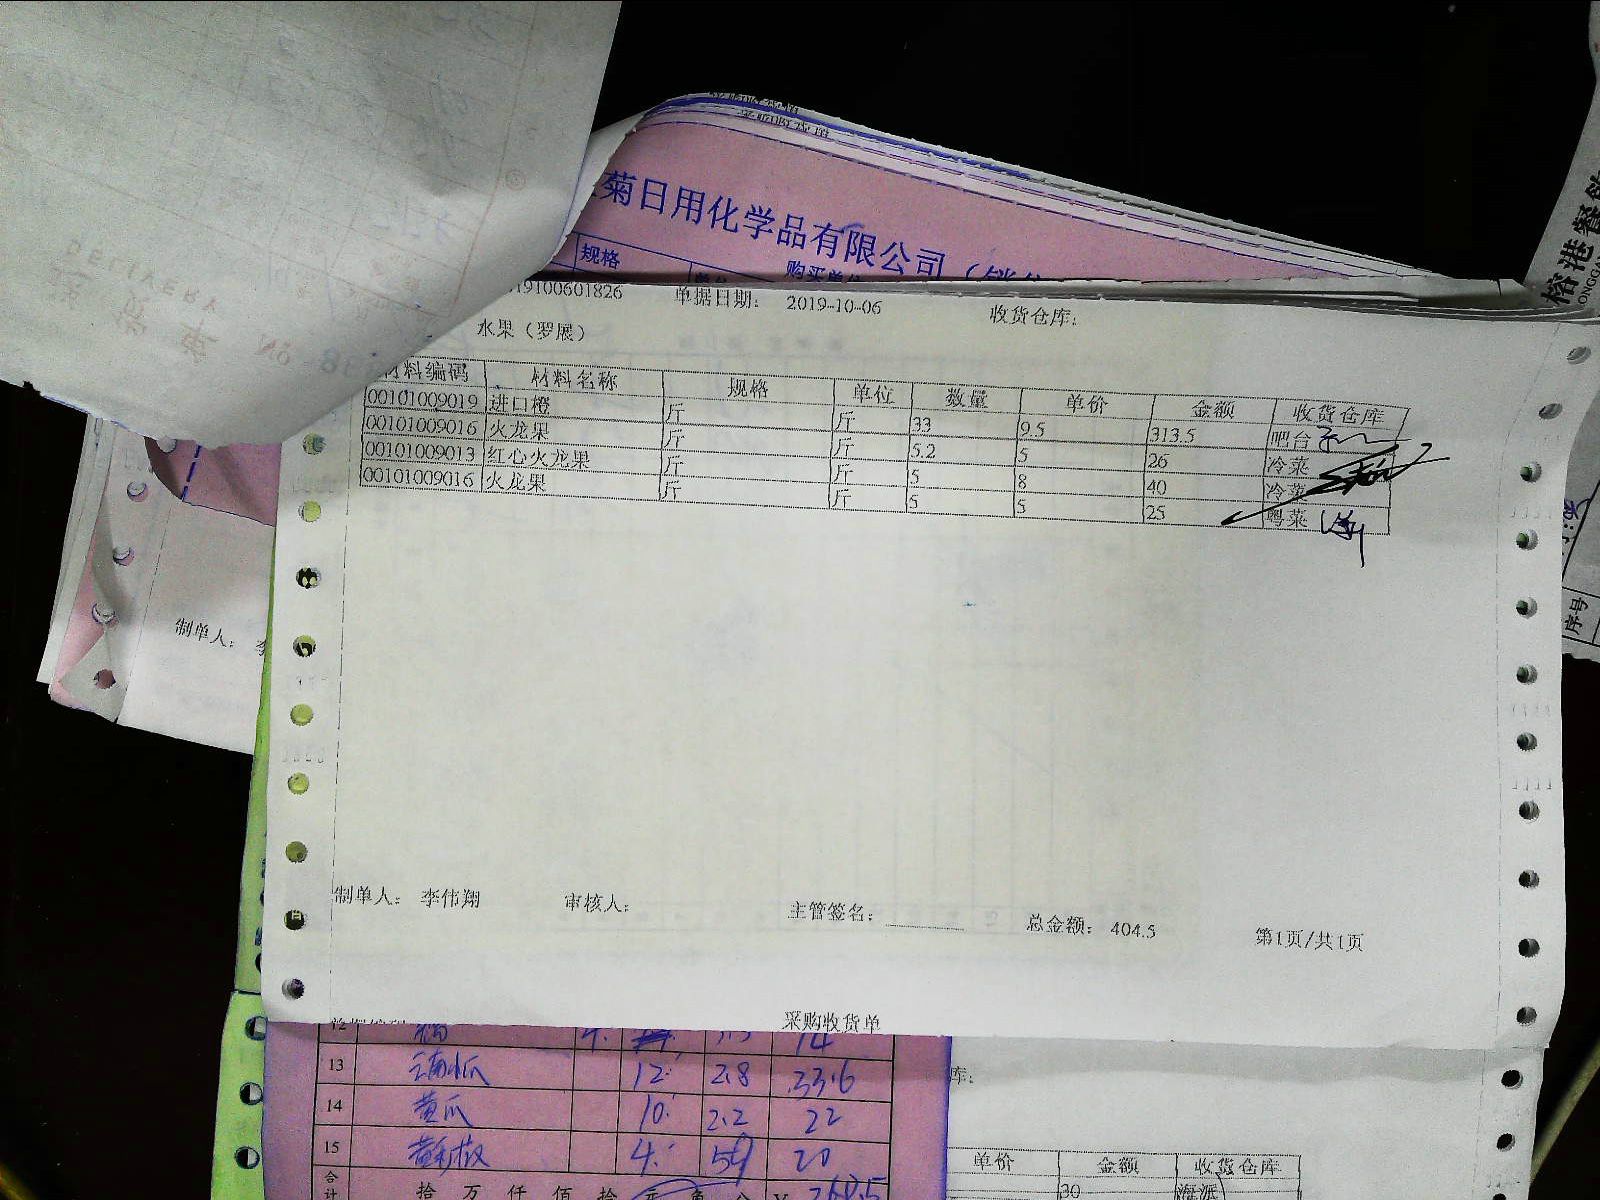 菊日用化学品有限公司
规格
购买单位
19100601826 单据日期: 2019-10-06 收货仓库:
水果（罗展）
材料编码 材料名称 规格 单位 数量 单价 金额 收货仓库
00101009019 进口橙 斤 斤 33 9.5 313.5 吧台
00101009016 火龙果 斤 斤 5.2 5 26 冷菜
00101009013 红心火龙果 斤 斤 5 8 40 冷菜
00101009016 火龙果 斤 斤 5 5 25 粤菜
制单人: 李伟翔 审核人: 主管签名: 总金额: 404.5 第1页/共1页
采购收货单
制单人: 李
榕港餐饮
序号
12 14
13 12 2.8 33.6
14 黄瓜 10 2.2 22
15 4 20
合计 拾 万 仟 佰 拾 元 角 分 ¥
库:
单价 金额 收货仓库
30 海派